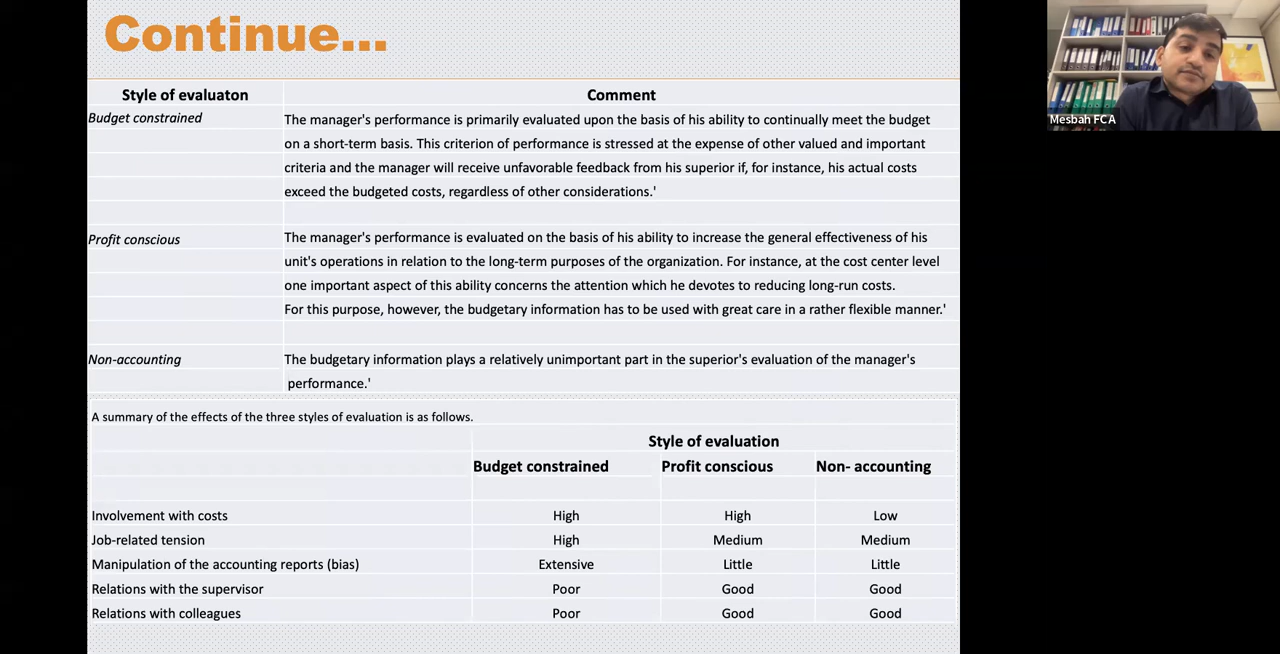 Continue...
Style of evaluaton Comment
Budget constrained The manager's performance is primarily evaluated upon the basis of his ability to continually meet the budget
on a short-term basis. This criterion of performance is stressed at the expense of other valued and important
criteria and the manager will receive unfavorable feedback from his superior if, for instance, his actual costs
exceed the budgeted costs, regardless of other considerations.'
Profit conscious The manager's performance is evaluated on the basis of his ability to increase the general effectiveness of his
unit's operations in relation to the long-term purposes of the organization. For instance, at the cost center level
one important aspect of this ability concerns the attention which he devotes to reducing long-run costs.
For this purpose, however, the budgetary information has to be used with great care in a rather flexible manner.'
Non-accounting The budgetary information plays a relatively unimportant part in the superior's evaluation of the manager's
performance.'
A summary of the effects of the three styles of evaluation is as follows.
Style of evaluation
Budget constrained Profit conscious Non- accounting
Involvement with costs High High Low
Job-related tension High Medium Medium
Manipulation of the accounting reports (bias) Extensive Little Little
Relations with the supervisor Poor Good Good
Relations with colleagues Poor Good Good
Mesbah FCA